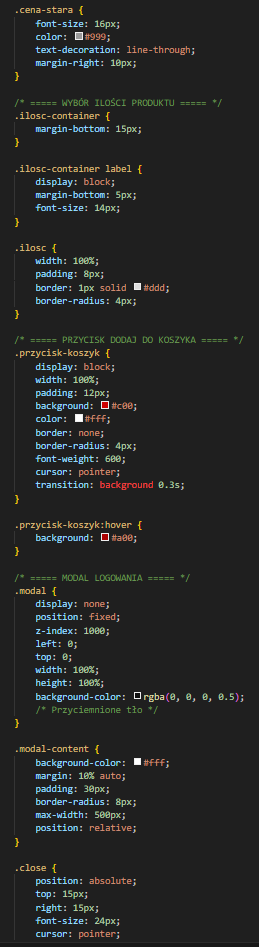 .cena-stara {
    font-size: 16px;
    color: #999;
    text-decoration: line-through;
    margin-right: 10px;
}

/* ===== WYBÓR ILOŚCI PRODUKTU ===== */
.ilosc-container {
    margin-bottom: 15px;
}

.ilosc-container label {
    display: block;
    margin-bottom: 5px;
    font-size: 14px;
}

.ilosc {
    width: 100%;
    padding: 8px;
    border: 1px solid #ddd;
    border-radius: 4px;
}

/* ===== PRZYCISK DODAJ DO KOSZYKA ===== */
.przycisk-koszyk {
    display: block;
    width: 100%;
    padding: 12px;
    background: #c00;
    color: #fff;
    border: none;
    border-radius: 4px;
    font-weight: 600;
    cursor: pointer;
    transition: background 0.3s;
}

.przycisk-koszyk:hover {
    background: #a00;
}

/* ===== MODAL LOGOWANIA ===== */
.modal {
    display: none;
    position: fixed;
    z-index: 1000;
    left: 0;
    top: 0;
    width: 100%;
    height: 100%;
    background-color: rgba(0, 0, 0, 0.5);
    /* Przyciemnione tło */
}

.modal-content {
    background-color: #fff;
    margin: 10% auto;
    padding: 30px;
    border-radius: 8px;
    max-width: 500px;
    position: relative;
}

.close {
    position: absolute;
    top: 15px;
    right: 15px;
    font-size: 24px;
    cursor: pointer;